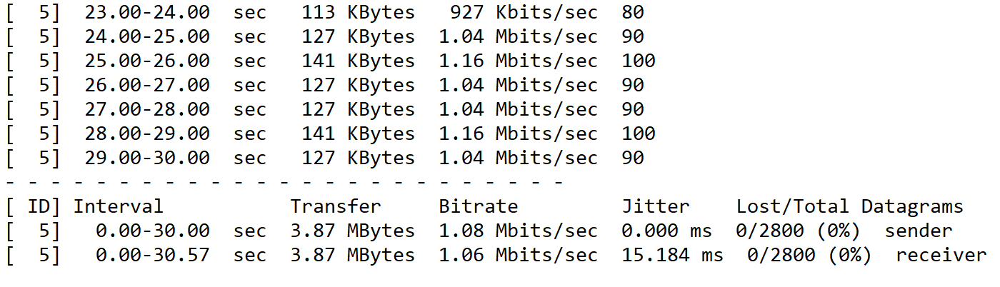 [  5]  23.00-24.00  sec   113 KBytes   927 Kbits/sec  80
[  5]  24.00-25.00  sec   127 KBytes  1.04 Mbits/sec  90
[  5]  25.00-26.00  sec   141 KBytes  1.16 Mbits/sec  100
[  5]  26.00-27.00  sec   127 KBytes  1.04 Mbits/sec  90
[  5]  27.00-28.00  sec   127 KBytes  1.04 Mbits/sec  90
[  5]  28.00-29.00  sec   141 KBytes  1.16 Mbits/sec  100
[  5]  29.00-30.00  sec   127 KBytes  1.04 Mbits/sec  90
- - - - - - - - - - - - - - - - - - - - - - - - -
[ ID] Interval           Transfer     Bitrate         Jitter    Lost/Total Datagrams
[  5]   0.00-30.00  sec  3.87 MBytes  1.08 Mbits/sec  0.000 ms  0/2800 (0%)  sender
[  5]   0.00-30.57  sec  3.87 MBytes  1.06 Mbits/sec  15.184 ms  0/2800 (0%)  receiver